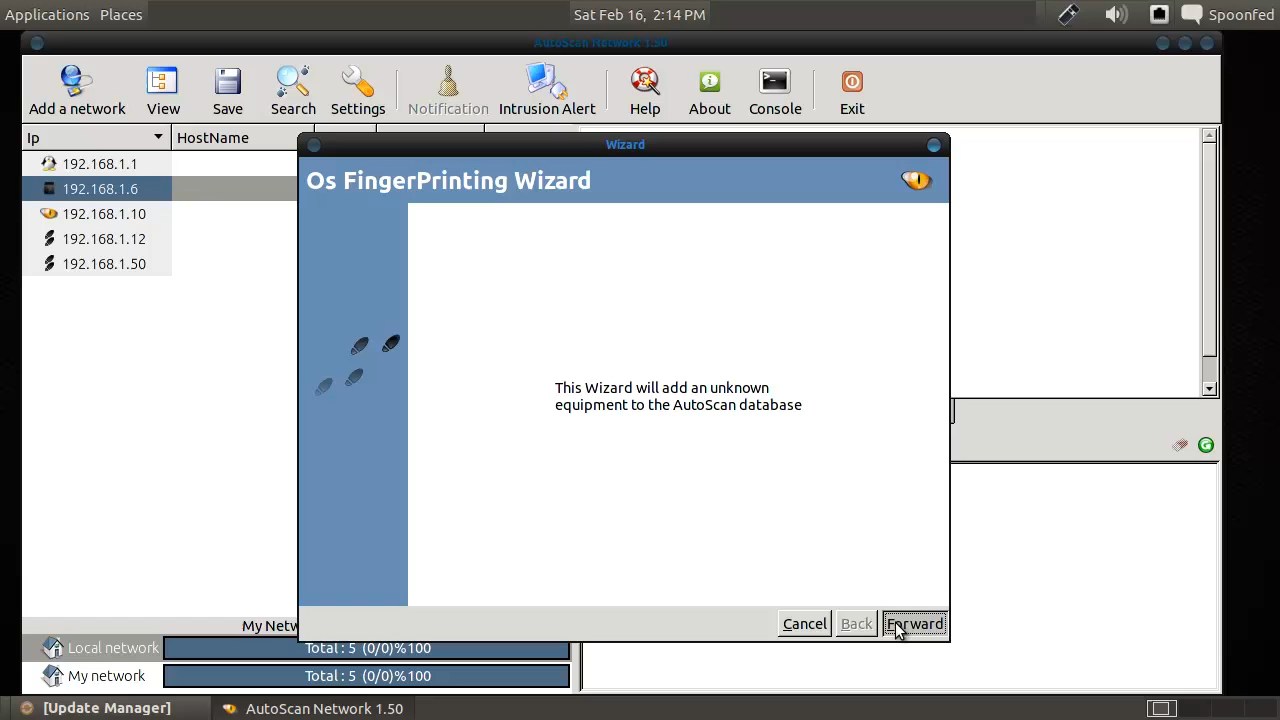 Applications Places
Sat Feb 16, 2:14 PM
Spoonfed
AutoScan Network 1.50
Add a network
View
Save
Search
Settings
Notification
Intrusion Alert
Help
About
Console
Exit
Ip
HostName
192.168.1.1
192.168.1.6
192.168.1.10
192.168.1.12
192.168.1.50
Wizard
Os FingerPrinting Wizard
This Wizard will add an unknown
equipment to the AutoScan database
Cancel
Back
Forward
My Netw
Local network
Total : 5 (0/0)%100
My network
Total : 5 (0/0)%100
[Update Manager]
AutoScan Network 1.50